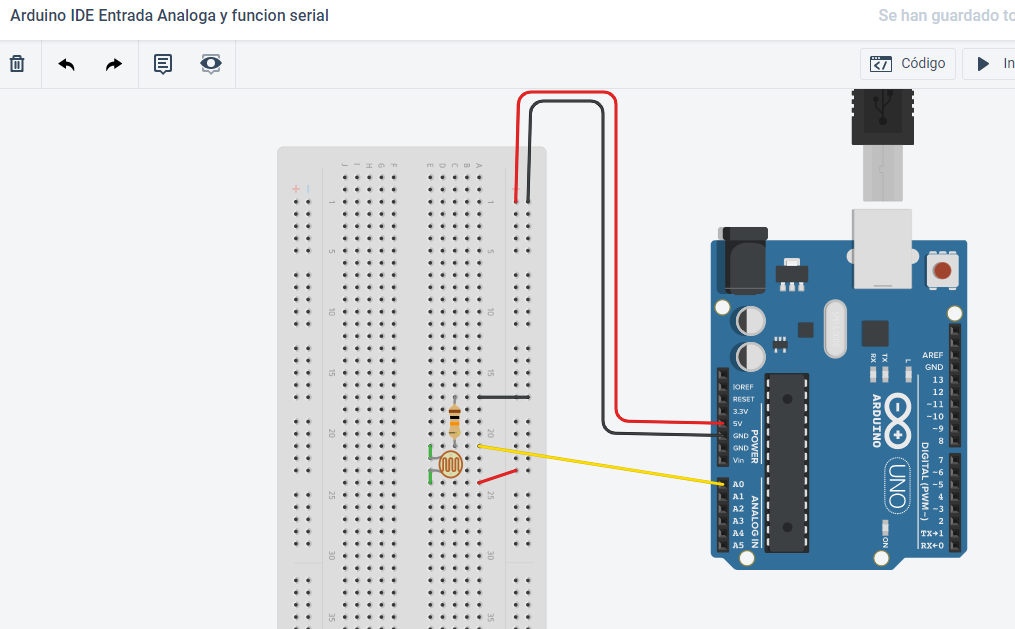 Arduino IDE Entrada Analoga y funcion serial
Se han guardado to
Código
In
J I H G F E D C B A
+ −
1 1
5 5
10 10
15 15
20 20
25 25
30 30
35 35
IOREF
RESET
3.3V
5V
GND
GND
Vin
POWER
A0
A1
A2
A3
A4
A5
ANALOG IN
RX TX L
ARDUINO
UNO
ON
AREF
GND
13
12
~11
~10
~9
8
7
~6
~5
4
~3
2
TX→1
RX←0
DIGITAL (PWM~)